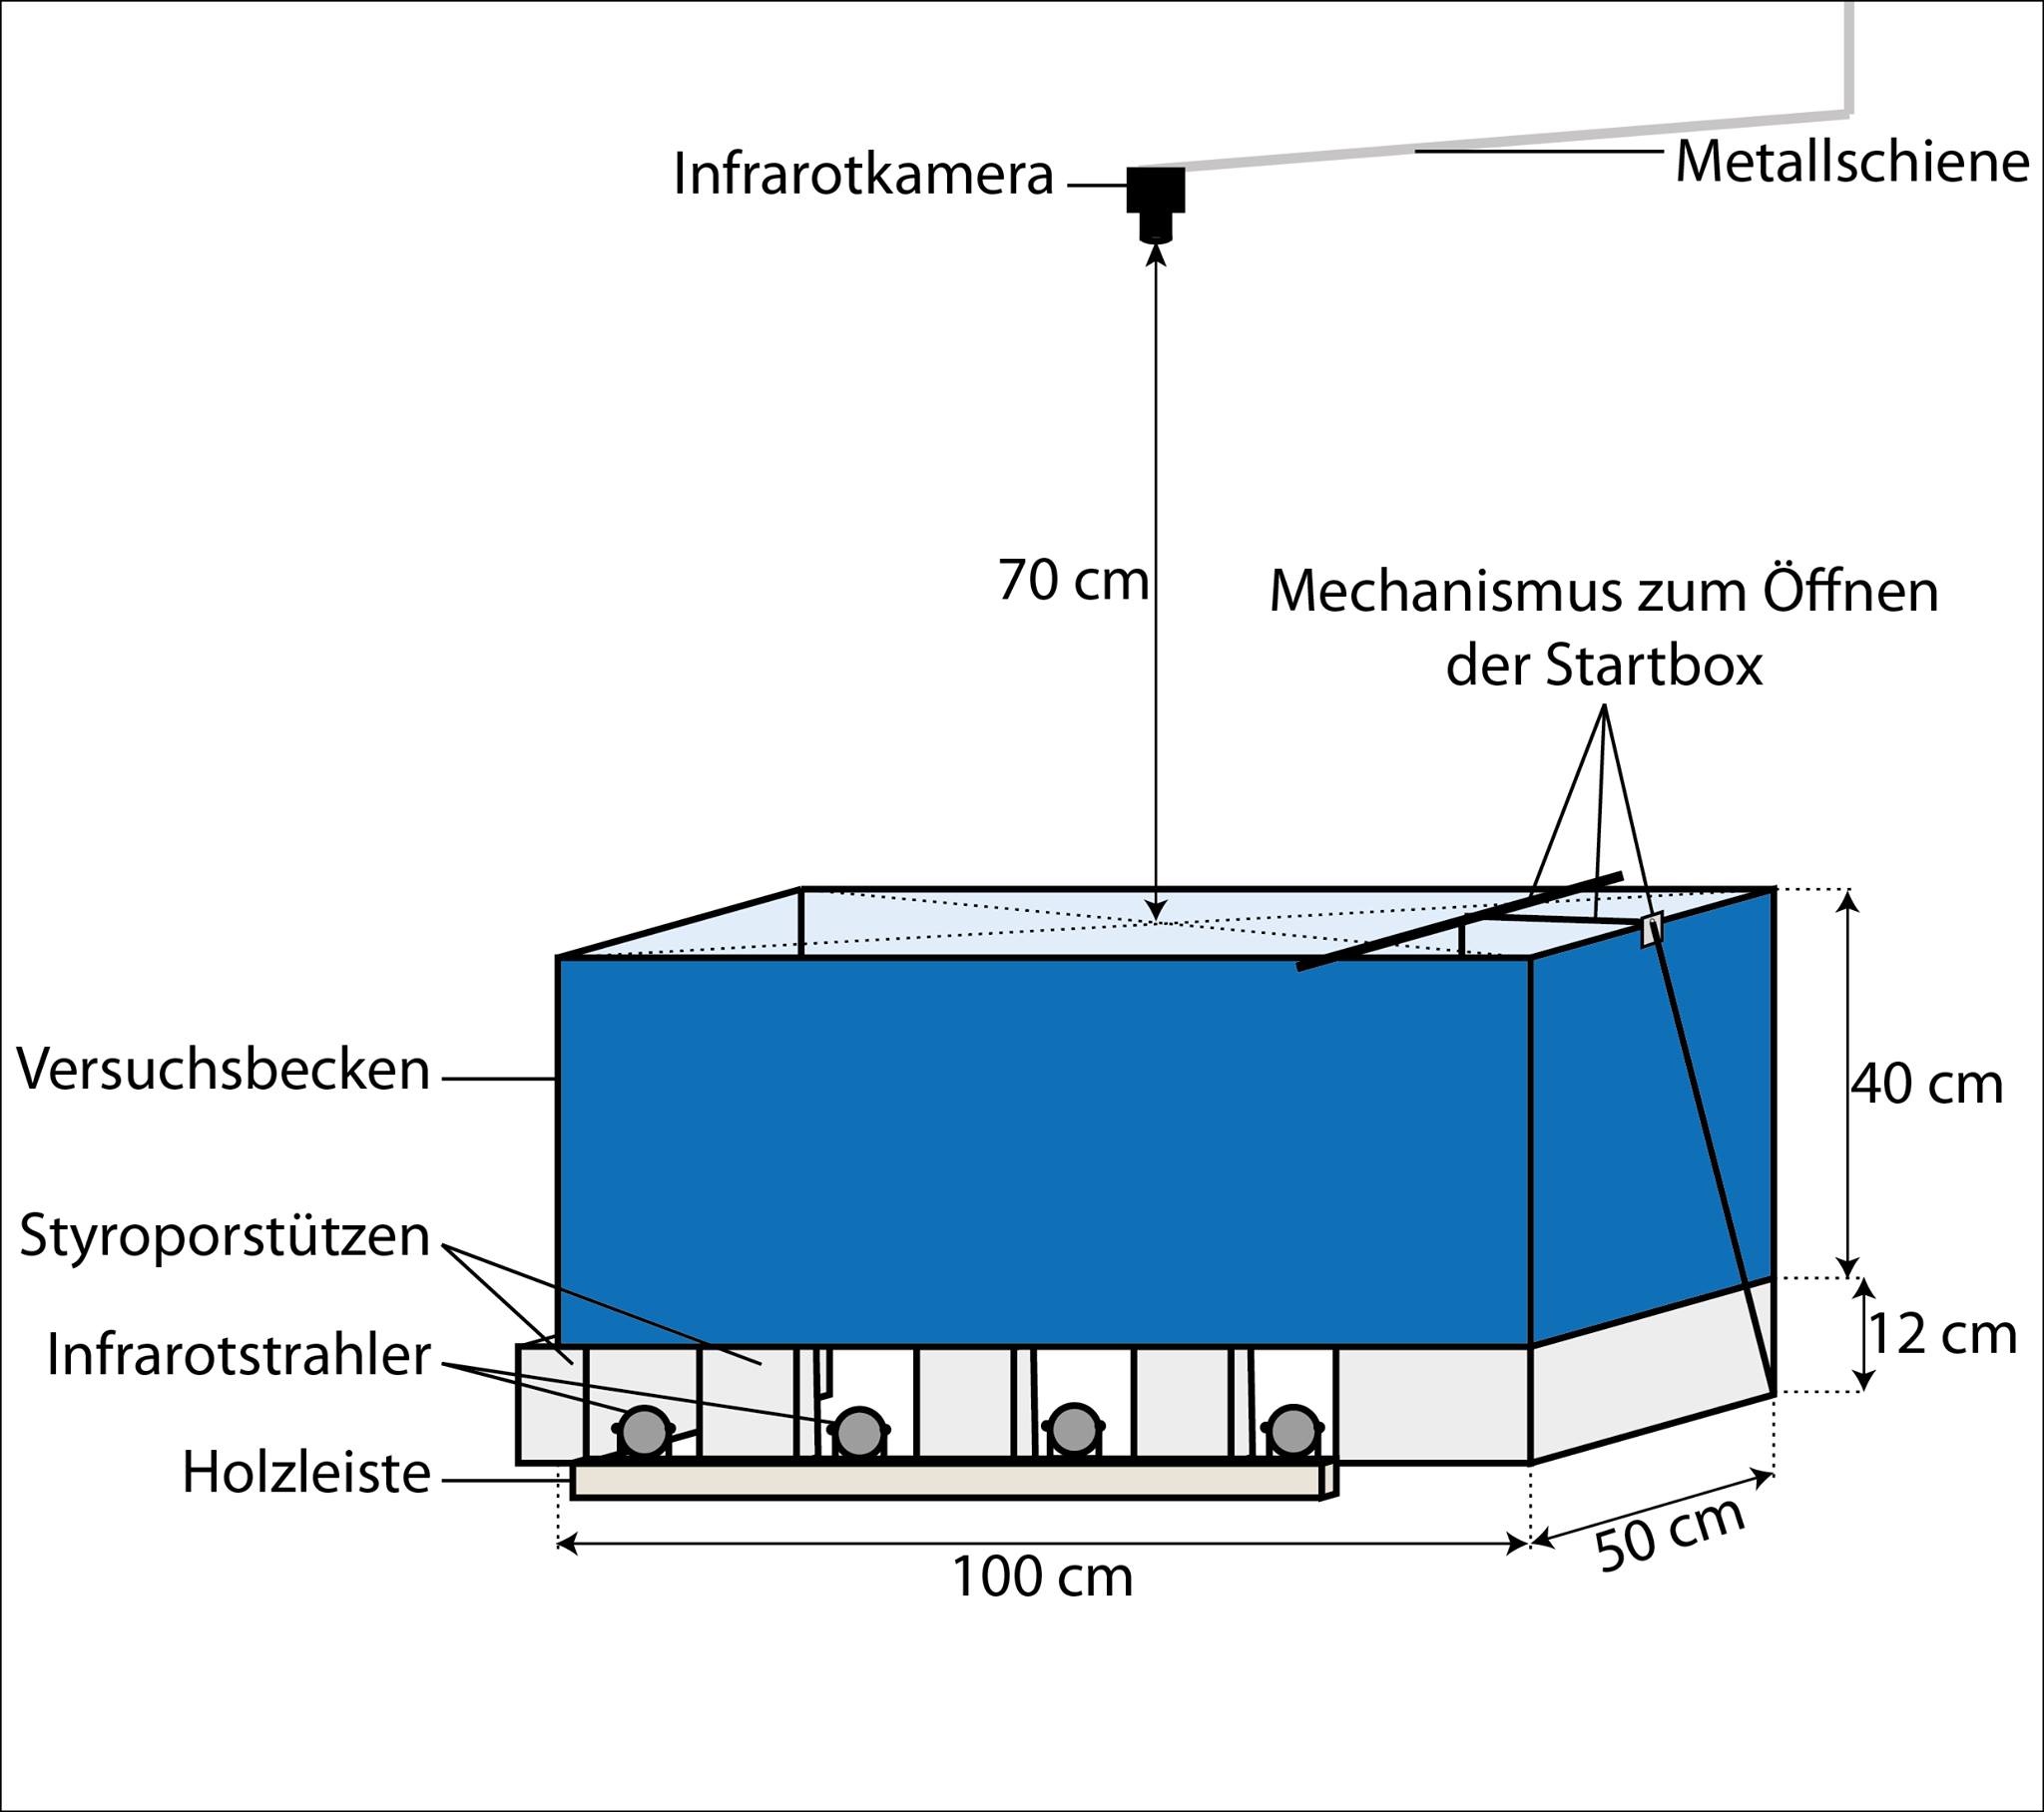 Infrarotkamera
Metallschiene
70 cm
Mechanismus zum Öffnen
der Startbox
Versuchsbecken
40 cm
Styroporstützen
Infrarotstrahler
12 cm
Holzleiste
50 cm
100 cm